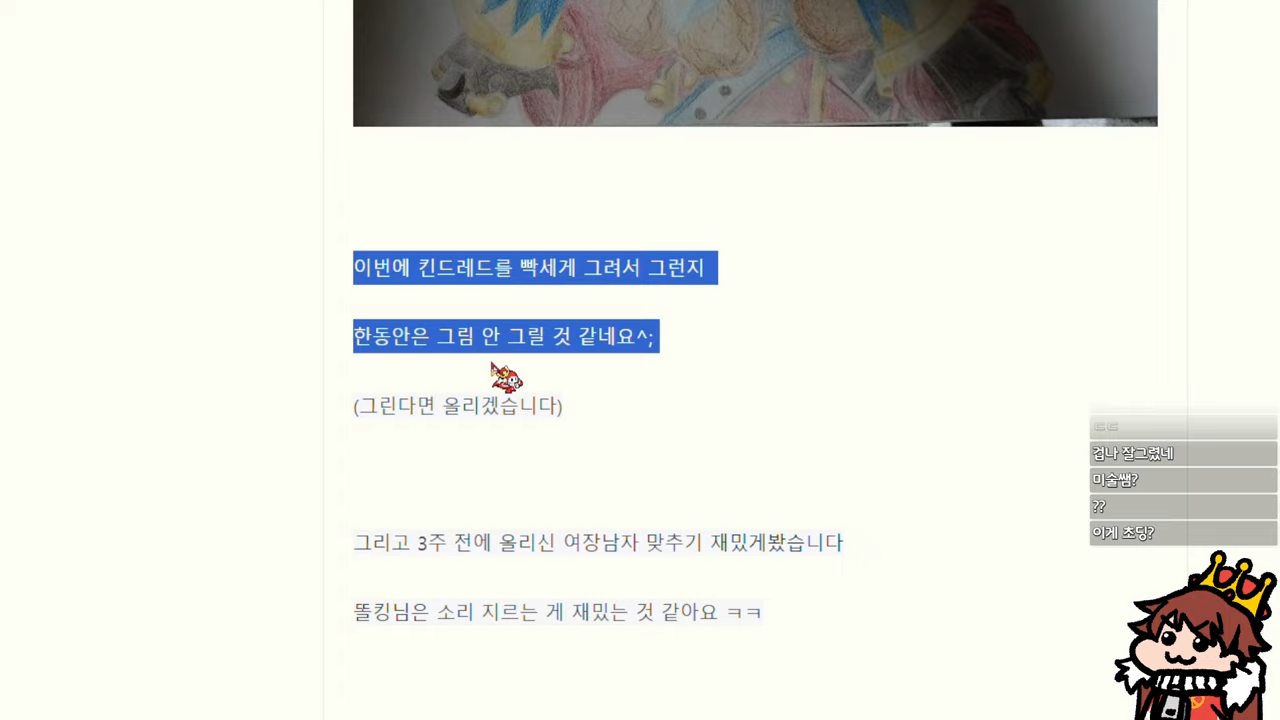 이번에 킨드레드를 빡세게 그려서 그런지
한동안은 그림 안 그릴 것 같네요^;
(그린다면 올리겠습니다)
그리고 3주 전에 올리신 여장남자 맞추기 재밌게봤습니다
똘킹님은 소리 지르는 게 재밌는 것 같아요 ㅋㅋ
ㄷㄷ
겁나 잘그렸네
미술쌤?
??
이게 초딩?